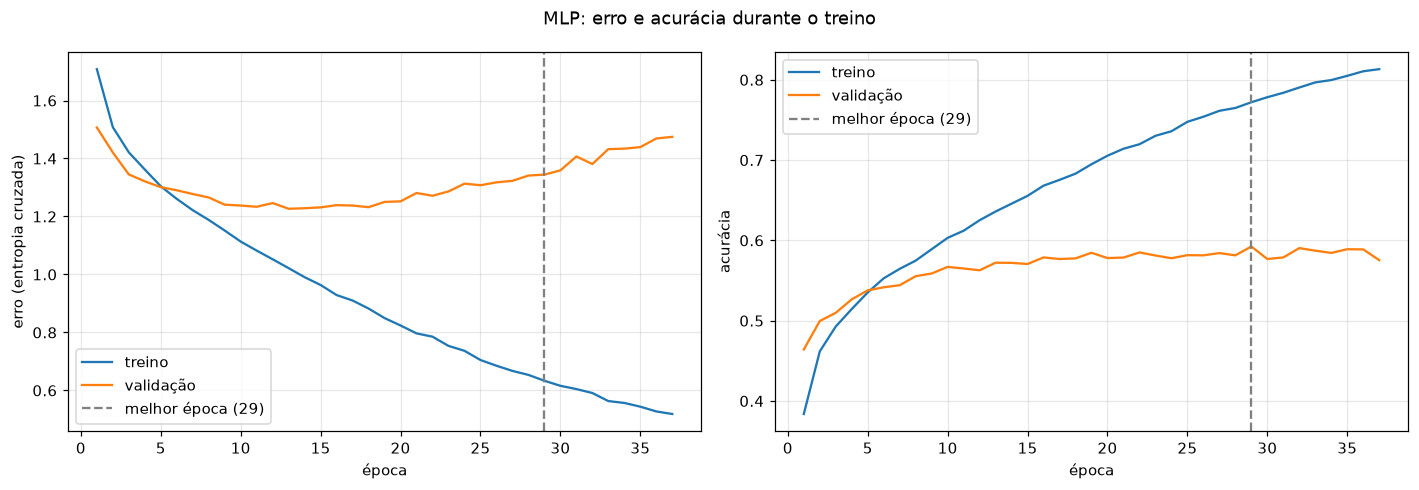 MLP: erro e acurácia durante o treino
erro (entropia cruzada)
1.6
1.4
1.2
1.0
0.8
0.6
treino
validação
melhor época (29)
0 5 10 15 20 25 30 35
época
acurácia
0.8
0.7
0.6
0.5
0.4
treino
validação
melhor época (29)
0 5 10 15 20 25 30 35
época